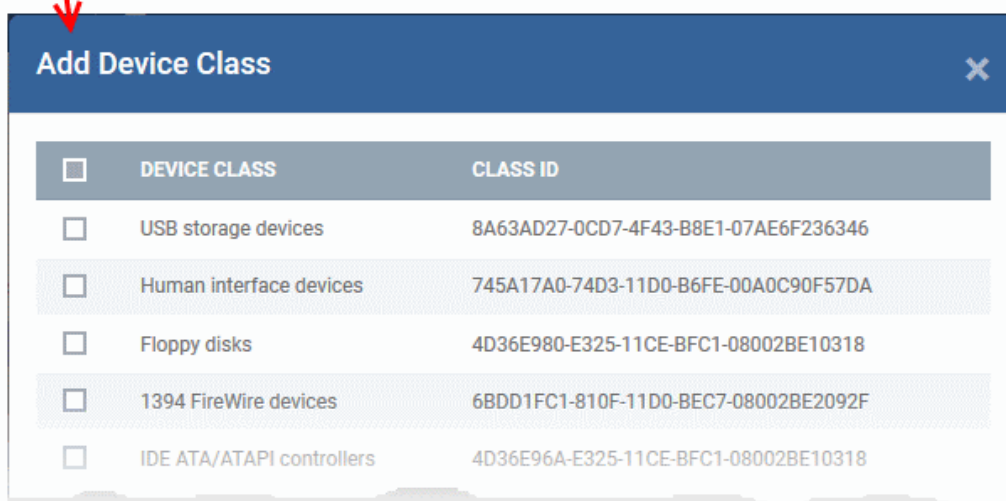 Add Device Class
DEVICE CLASS CLASS ID
USB storage devices 8A63AD27-0CD7-4F43-B8E1-07AE6F236346
Human interface devices 745A17A0-74D3-11D0-B6FE-00A0C90F57DA
Floppy disks 4D36E980-E325-11CE-BFC1-08002BE10318
1394 FireWire devices 6BDD1FC1-810F-11D0-BEC7-08002BE2092F
IDE ATA/ATAPI controllers 4D36E96A-E325-11CE-BFC1-08002BE10318